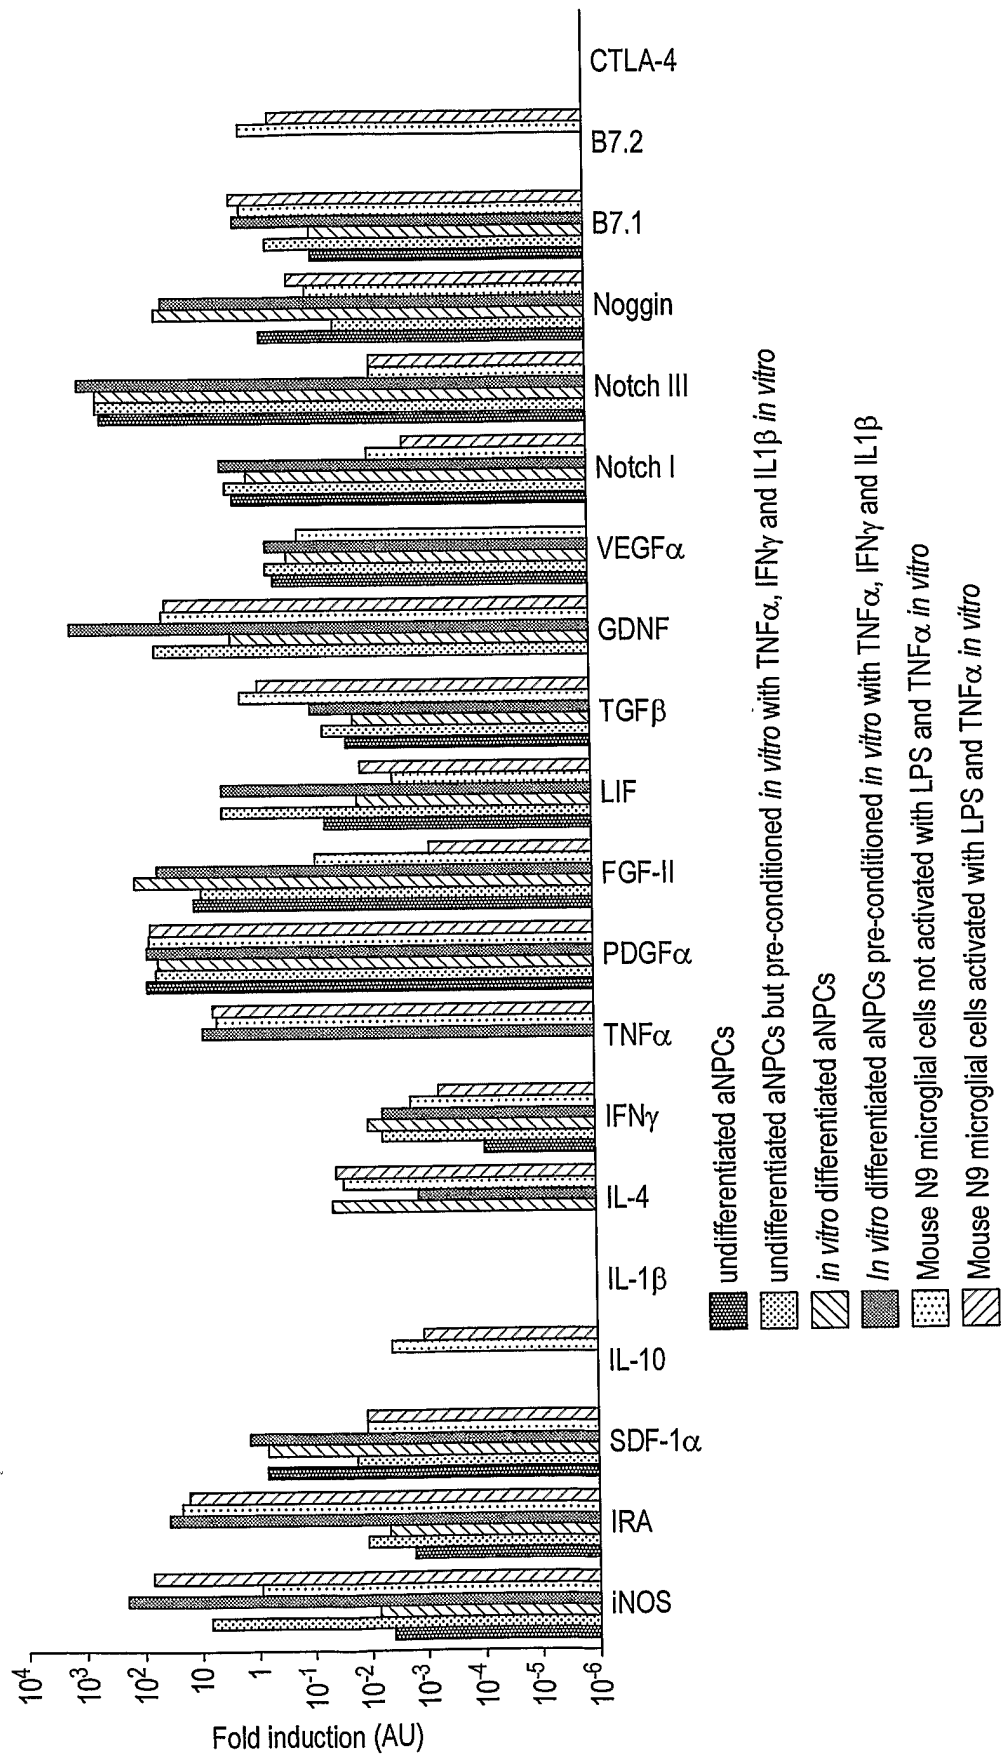 Fold induction (AU)
10⁴
10³
10²
10
1
10⁻¹
10⁻²
10⁻³
10⁻⁴
10⁻⁵
10⁻⁶
iNOS
IRA
SDF-1α
IL-10
IL-1β
IL-4
IFNγ
TNFα
PDGFα
FGF-II
LIF
TGFβ
GDNF
VEGFα
Notch I
Notch III
Noggin
B7.1
B7.2
CTLA-4
undifferentiated aNPCs
undifferentiated aNPCs but pre-conditioned in vitro with TNFα, IFNγ and IL1β in vitro
in vitro differentiated aNPCs
In vitro differentiated aNPCs pre-conditioned in vitro with TNFα, IFNγ and IL1β
Mouse N9 microglial cells not activated with LPS and TNFα in vitro
Mouse N9 microglial cells activated with LPS and TNFα in vitro